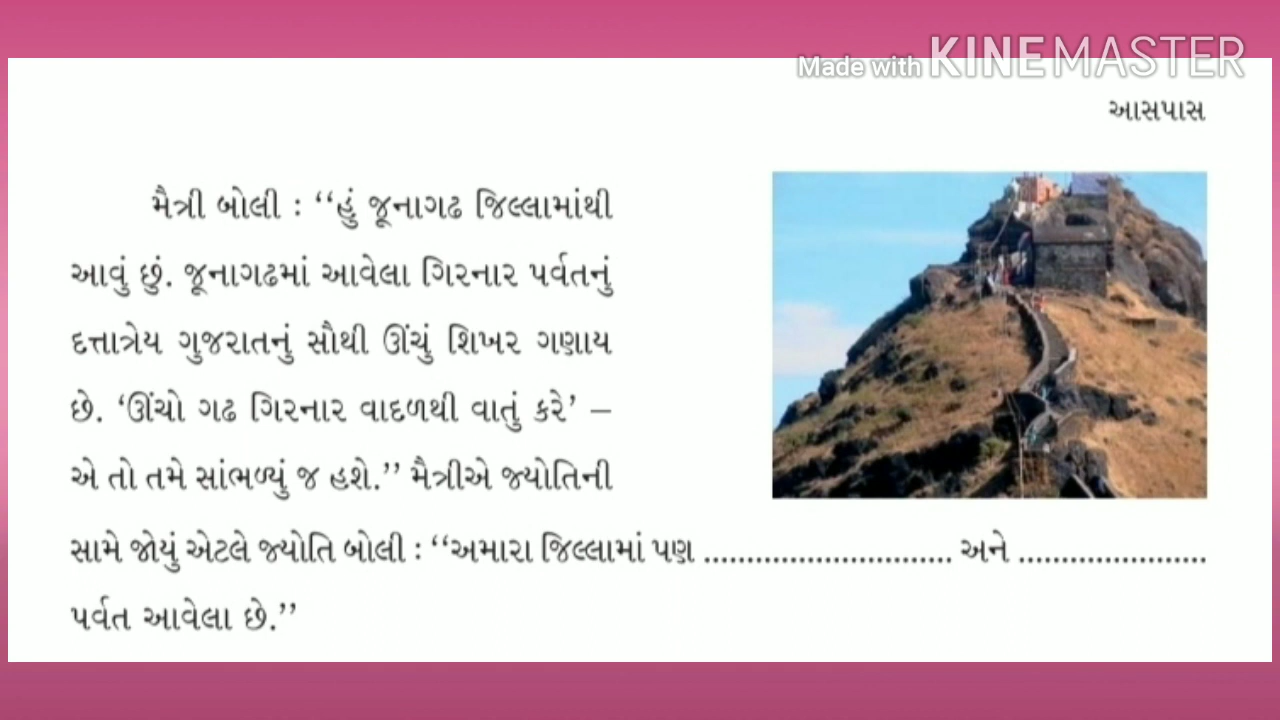 Made with KINEMASTER
આસપાસ
મૈત્રી બોલી : ‘‘હું જૂનાગઢ જિલ્લામાંથી
આવું છું. જૂનાગઢમાં આવેલા ગિરનાર પર્વતનું
દત્તાત્રેય ગુજરાતનું સૌથી ઊંચું શિખર ગણાય
છે. ‘ઊંચો ગઢ ગિરનાર વાદળથી વાતું કરે’ –
એ તો તમે સાંભળ્યું જ હશે.’’ મૈત્રીએ જ્યોતિની
સામે જોયું એટલે જ્યોતિ બોલી : ‘‘અમારા જિલ્લામાં પણ ............................. અને ......................
પર્વત આવેલા છે.’’